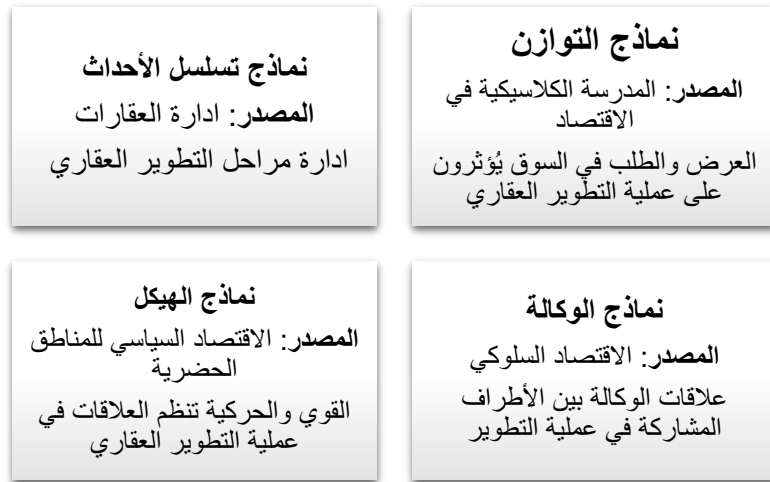 نماذج التوازن
المصدر: المدرسة الكلاسيكية في
الاقتصاد
العرض والطلب في السوق يُؤثرون
على عملية التطوير العقاري
نماذج تسلسل الأحداث
المصدر: ادارة العقارات
ادارة مراحل التطوير العقاري
نماذج الوكالة
المصدر: الاقتصاد السلوكي
علاقات الوكالة بين الأطراف
المشاركة في عملية التطوير
نماذج الهيكل
المصدر: الاقتصاد السياسي للمناطق
الحضرية
القوي والحركية تنظم العلاقات في
عملية التطوير العقاري